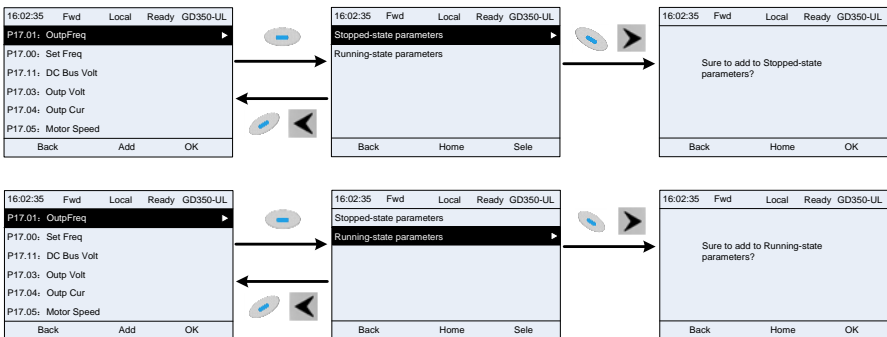 16:02:35 Fwd Local Ready GD350-UL
P17.01: OutpFreq
P17.00: Set Freq
P17.11: DC Bus Volt
P17.03: Outp Volt
P17.04: Outp Cur
P17.05: Motor Speed
Back Add OK
16:02:35 Fwd Local Ready GD350-UL
Stopped-state parameters
Running-state parameters
Back Home Sele
16:02:35 Fwd Local Ready GD350-UL
Sure to add to Stopped-state
parameters?
Back Home OK
16:02:35 Fwd Local Ready GD350-UL
P17.01: OutpFreq
P17.00: Set Freq
P17.11: DC Bus Volt
P17.03: Outp Volt
P17.04: Outp Cur
P17.05: Motor Speed
Back Add OK
16:02:35 Fwd Local Ready GD350-UL
Stopped-state parameters
Running-state parameters
Back Home Sele
16:02:35 Fwd Local Ready GD350-UL
Sure to add to Running-state
parameters?
Back Home OK